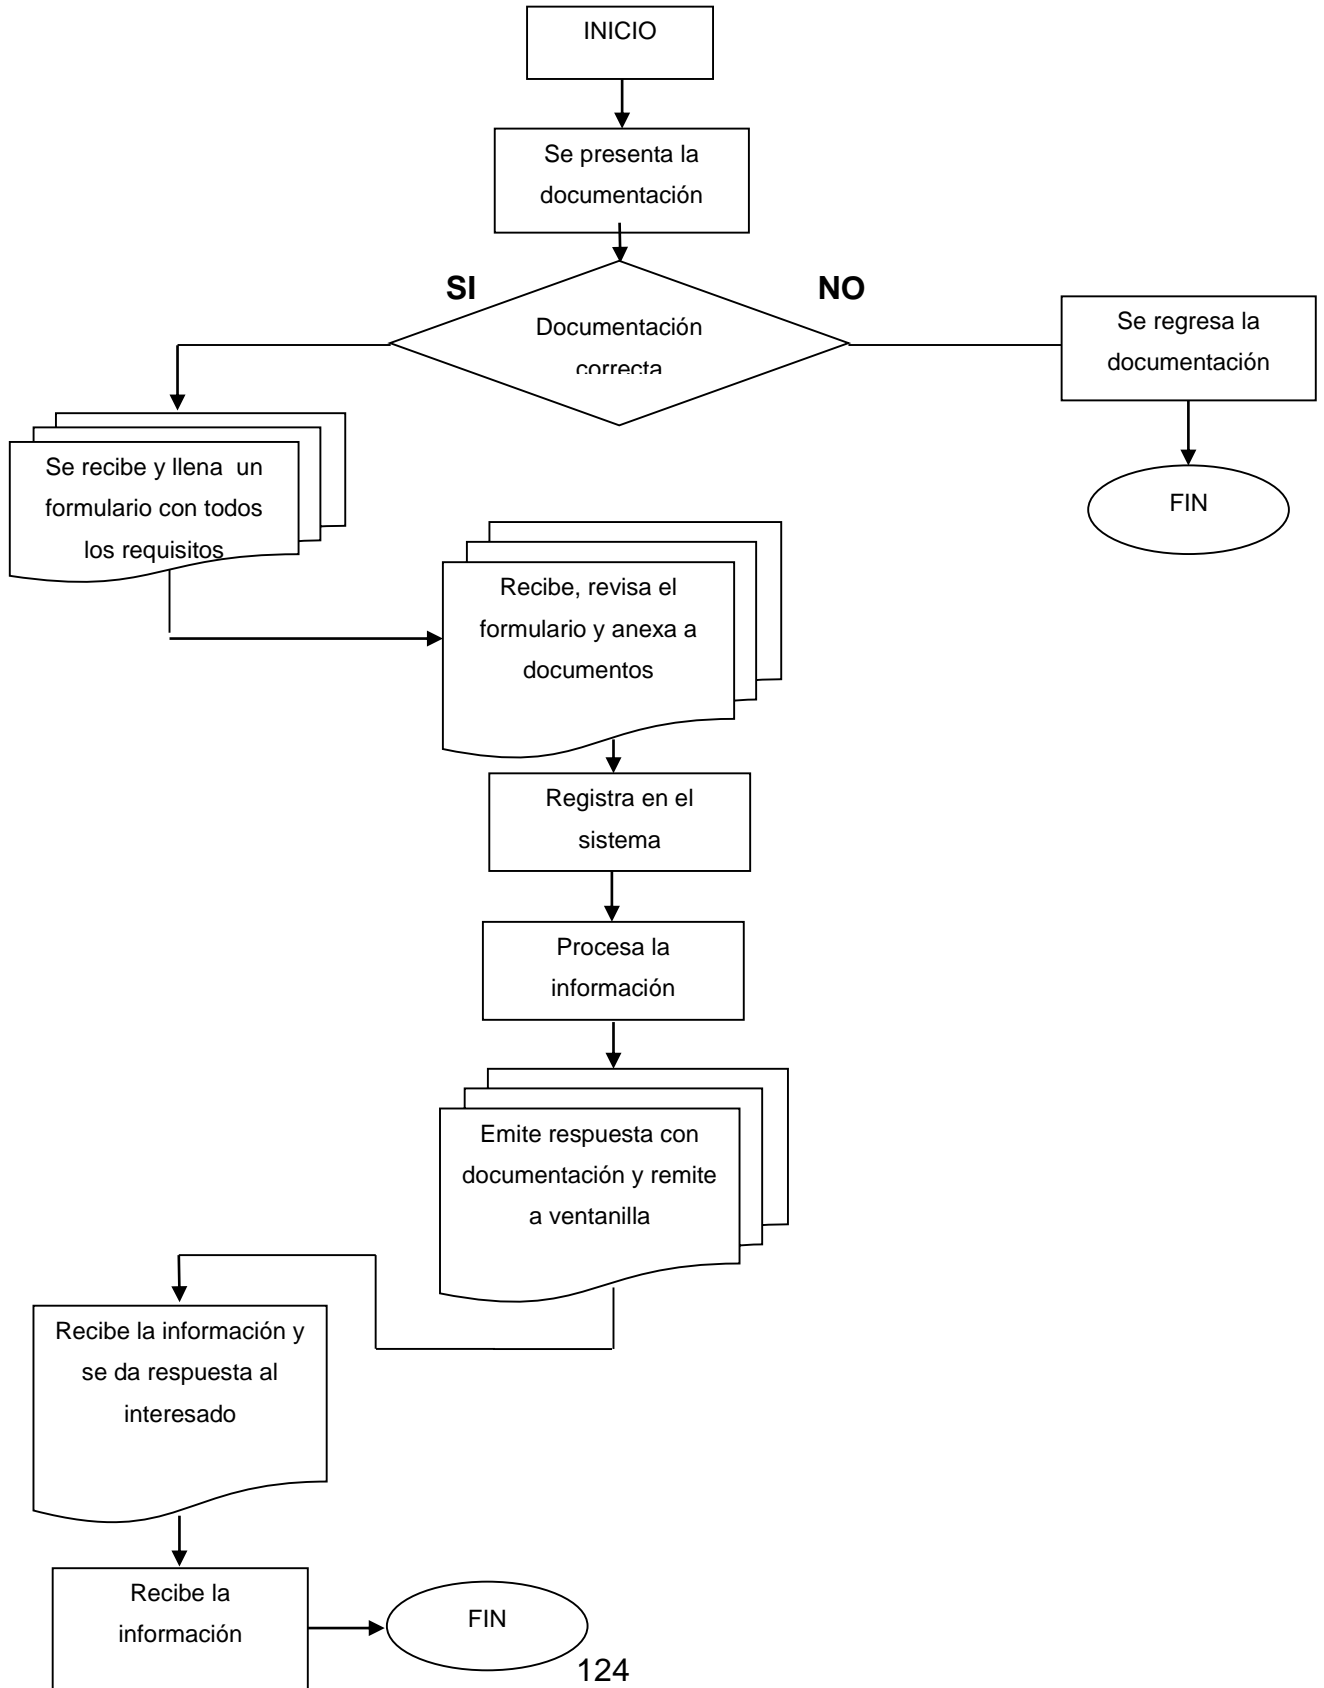 INICIO
Se presenta la
documentación
SI
NO
Documentación
correcta
Se regresa la
documentación
FIN
Se recibe y llena  un
formulario con todos
los requisitos
Recibe, revisa el
formulario y anexa a
documentos
Registra en el
sistema
Procesa la
información
Emite respuesta con
documentación y remite
a ventanilla
Recibe la información y
se da respuesta al
interesado
Recibe la
información
FIN
124